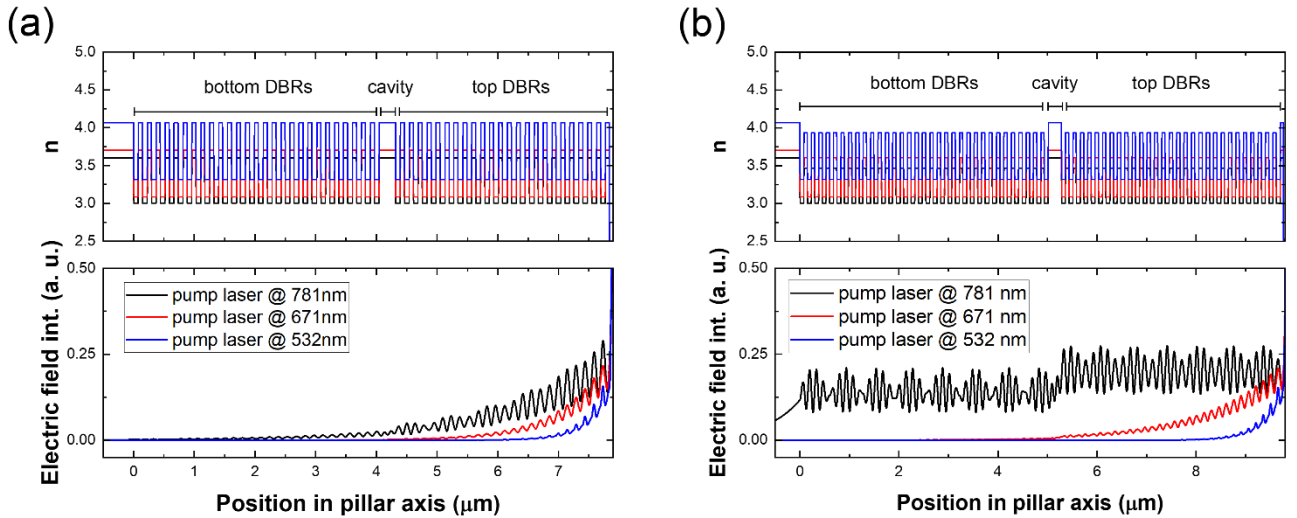 (a)
5.0
bottom DBRs cavity top DBRs
4.5
4.0
n
3.5
3.0
2.5
0.50
pump laser @ 781nm
pump laser @ 671nm
pump laser @ 532nm
0.25
0.00
Electric field int. (a. u.)
0 1 2 3 4 5 6 7
Position in pillar axis (μm)
(b)
5.0
bottom DBRs cavity top DBRs
4.5
4.0
n
3.5
3.0
2.5
0.50
pump laser @ 781 nm
pump laser @ 671 nm
pump laser @ 532 nm
0.25
0.00
Electric field int. (a. u.)
0 2 4 6 8
Position in pillar axis (μm)